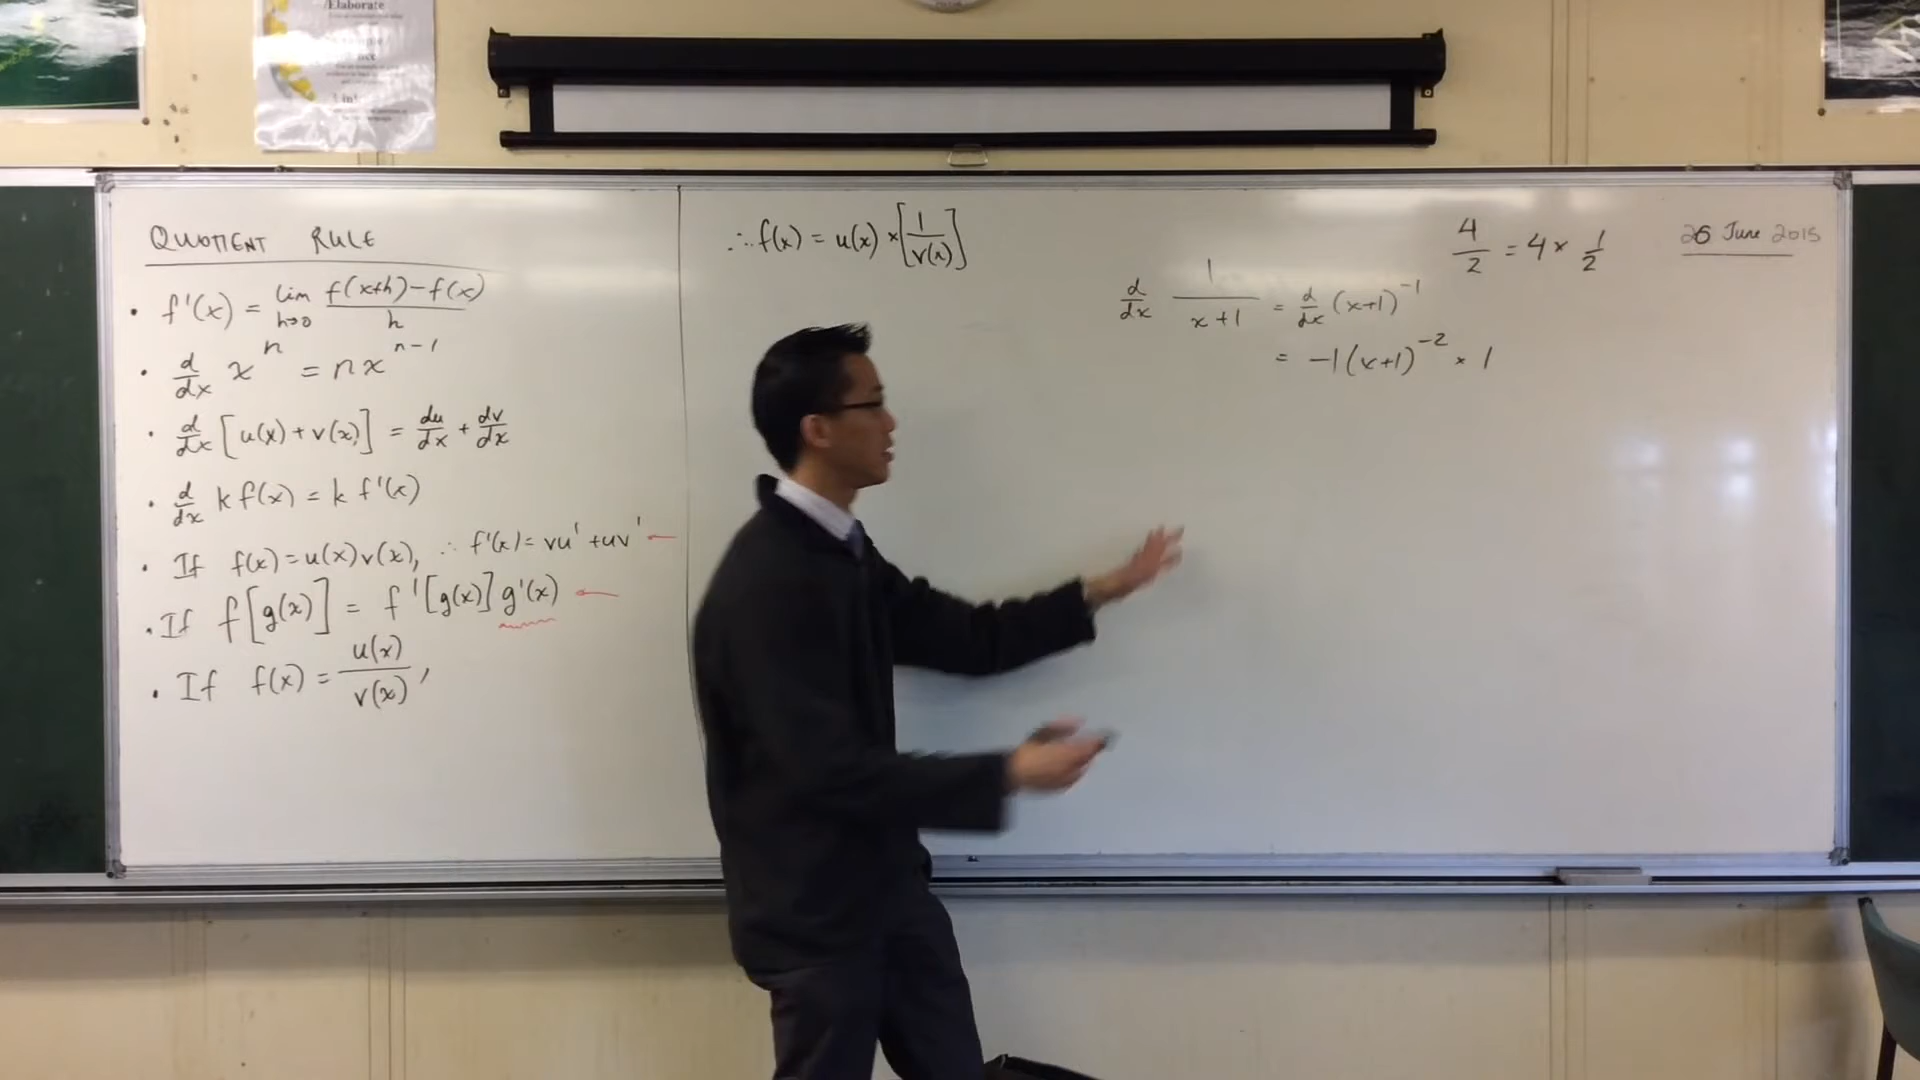 Elaborate
QUOTIENT RULE
• f'(x) = lim h→0 f(x+h)-f(x) / h
• d/dx x^n = nx^(n-1)
• d/dx [u(x) + v(x)] = du/dx + dv/dx
• d/dx k f(x) = k f'(x)
• If f(x) = u(x)v(x), ∴ f'(x) = vu' + uv'
• If f[g(x)] = f'[g(x)] g'(x)
• If f(x) = u(x)/v(x),
∴ f(x) = u(x) × [1/v(x)]
d/dx 1/(x+1) = d/dx (x+1)^-1
= -1(x+1)^-2 × 1
4/2 = 4 × 1/2
26 June 2015